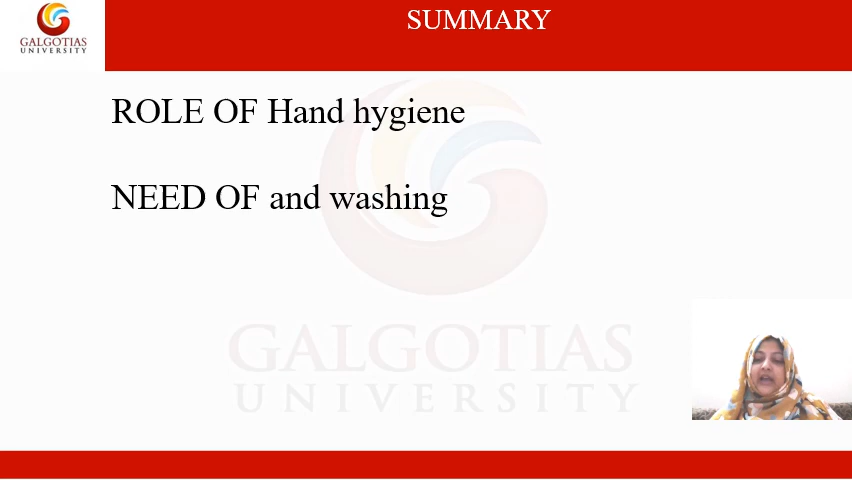 GALGOTIAS
UNIVERSITY
SUMMARY
ROLE OF Hand hygiene
NEED OF and washing
GALGOTIAS
UNIVERSITY